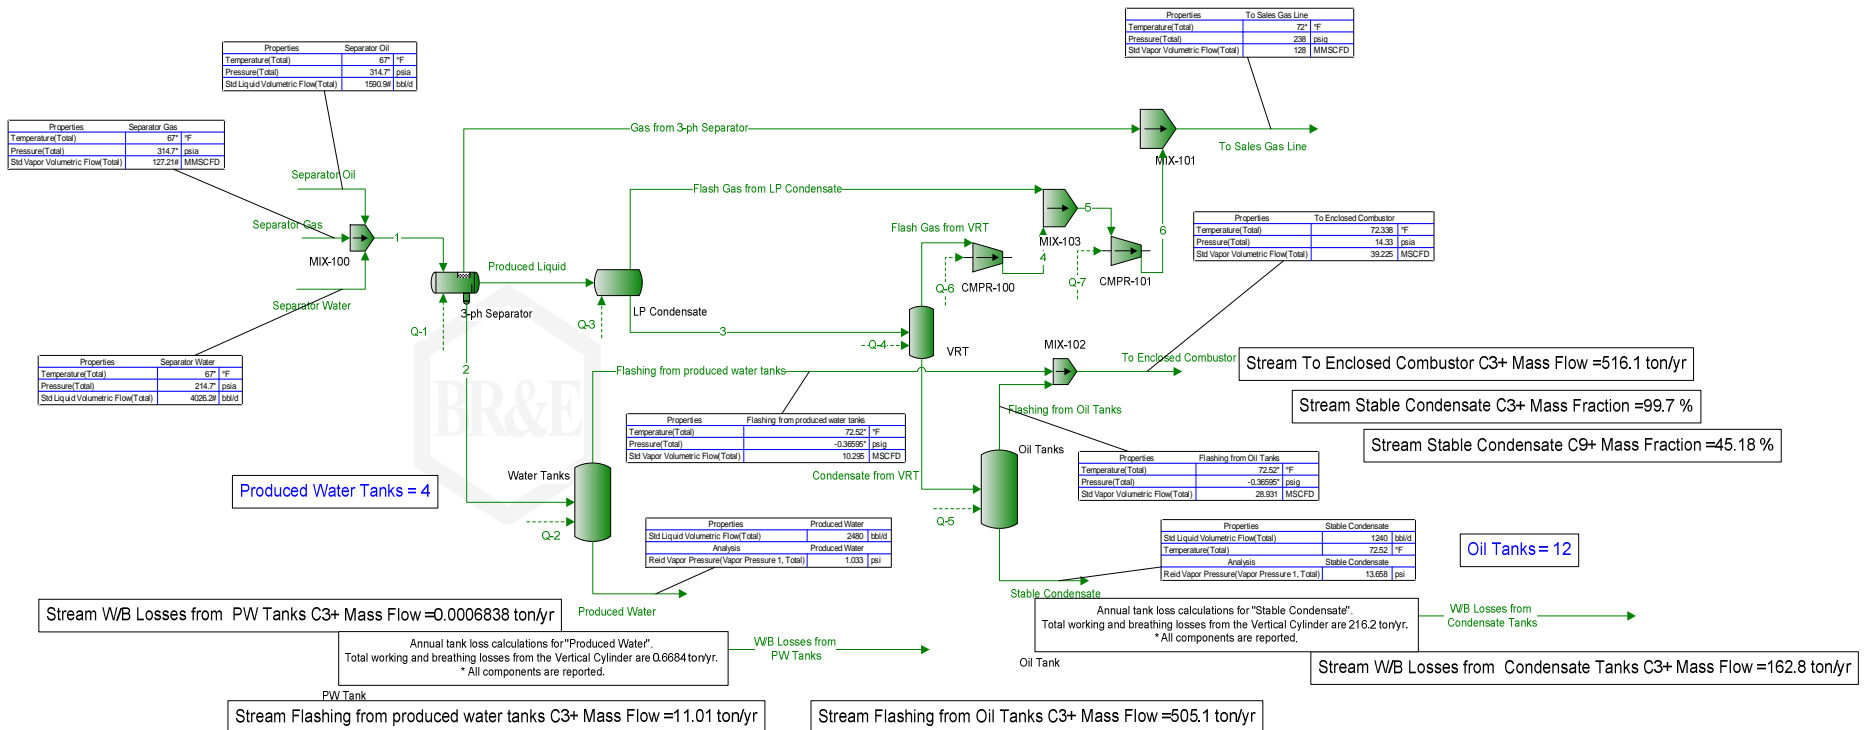 Properties To Sales Gas Line
Temperature(Total) 72* °F
Pressure(Total) 238 psig
Std Vapor Volumetric Flow(Total) 128 MMSCFD
Properties Separator Oil
Temperature(Total) 67* °F
Pressure(Total) 314.7* psia
Std Liquid Volumetric Flow(Total) 1590.9# bbl/d
Properties Separator Gas
Temperature(Total) 67* °F
Pressure(Total) 314.7* psia
Std Vapor Volumetric Flow(Total) 127.21# MMSCFD
Gas from 3-ph Separator
MIX-101
To Sales Gas Line
Separator Oil
Separator Gas
1
MIX-100
Separator Water
Flash Gas from LP Condensate
5
6
MIX-103
Flash Gas from VRT
4
Q-6
CMPR-100
Q-7
CMPR-101
Properties To Enclosed Combustor
Temperature(Total) 72.338 °F
Pressure(Total) 14.33 psia
Std Vapor Volumetric Flow(Total) 39.225 MSCFD
Produced Liquid
3-ph Separator
Q-1
Q-3
LP Condensate
3
Q-4
VRT
2
Properties Separator Water
Temperature(Total) 67* °F
Pressure(Total) 214.7* psia
Std Liquid Volumetric Flow(Total) 4026.2# bbl/d
MIX-102
To Enclosed Combustor
Stream To Enclosed Combustor C3+ Mass Flow =516.1 ton/yr
Stream Stable Condensate C3+ Mass Fraction =99.7 %
Stream Stable Condensate C9+ Mass Fraction =45.18 %
Flashing from produced water tanks
BR&E
Properties Flashing from produced water tanks
Temperature(Total) 72.52* °F
Pressure(Total) -0.36595* psig
Std Vapor Volumetric Flow(Total) 10.295 MSCFD
Flashing from Oil Tanks
Oil Tanks
Properties Flashing from Oil Tanks
Temperature(Total) 72.52* °F
Pressure(Total) -0.36595* psig
Std Vapor Volumetric Flow(Total) 28.931 MSCFD
Water Tanks
Condensate from VRT
Produced Water Tanks = 4
Q-2
Q-5
Properties Produced Water
Std Liquid Volumetric Flow(Total) 2480 bbl/d
Analysis Produced Water
Reid Vapor Pressure(Vapor Pressure 1, Total) 1.033 psi
Properties Stable Condensate
Std Liquid Volumetric Flow(Total) 1240 bbl/d
Temperature(Total) 72.52 °F
Analysis Stable Condensate
Reid Vapor Pressure(Vapor Pressure 1, Total) 13.658 psi
Oil Tanks = 12
Produced Water
Stable Condensate
Stream W/B Losses from PW Tanks C3+ Mass Flow =0.0006838 ton/yr
Annual tank loss calculations for "Produced Water".
Total working and breathing losses from the Vertical Cylinder are 0.6684 ton/yr.
* All components are reported.
PW Tank
W/B Losses from
PW Tanks
Annual tank loss calculations for "Stable Condensate".
Total working and breathing losses from the Vertical Cylinder are 216.2 ton/yr.
* All components are reported.
Oil Tank
W/B Losses from
Condensate Tanks
Stream W/B Losses from Condensate Tanks C3+ Mass Flow =162.8 ton/yr
Stream Flashing from produced water tanks C3+ Mass Flow =11.01 ton/yr
Stream Flashing from Oil Tanks C3+ Mass Flow =505.1 ton/yr